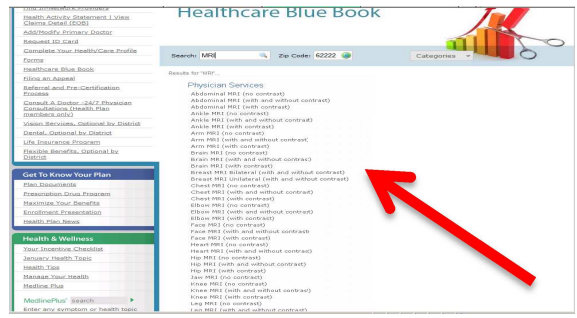 Find In-Network Providers
Health Activity Statement | View
Claims Detail (EOB)
Add/Modify Primary Doctor
Request ID Card
Complete Your Health/Care Profile
Forms
Healthcare Blue Book
Filing an Appeal
Referral and Pre-Certification
Process
Consult A Doctor -24/7 Physician
Consultations (Health Plan
members only)
Vision Services, Optional by District
Dental, Optional by District
Life Insurance Program
Flexible Benefits, Optional by
District
Get To Know Your Plan
Plan Documents
Prescription Drug Program
Maximize Your Benefits
Enrollment Presentation
Health Plan News
Health & Wellness
Your Incentive Checklist
January Health Topic
Health Tips
Manage Your Health
Medline Plus
MedlinePlus' search
Enter any symptom or health topic
Healthcare Blue Book
Search: MRI Zip Code: 62222 Categories
Results for "MRI"...
Physician Services
Abdominal MRI (no contrast)
Abdominal MRI (with and without contrast)
Abdominal MRI (with contrast)
Ankle MRI (no contrast)
Ankle MRI (with and without contrast)
Ankle MRI (with contrast)
Arm MRI (no contrast)
Arm MRI (with and without contrast)
Arm MRI (with contrast)
Brain MRI (no contrast)
Brain MRI (with and without contrast)
Brain MRI (with contrast)
Breast MRI Bilateral (with and without contrast)
Breast MRI Unilateral (with and without contrast)
Chest MRI (no contrast)
Chest MRI (with and without contrast)
Chest MRI (with contrast)
Elbow MRI (no contrast)
Elbow MRI (with and without contrast)
Elbow MRI (with contrast)
Face MRI (no contrast)
Face MRI (with and without contrast)
Face MRI (with contrast)
Heart MRI (no contrast)
Heart MRI (with and without contrast)
Hip MRI (no contrast)
Hip MRI (with and without contrast)
Hip MRI (with contrast)
Jaw MRI (no contrast)
Knee MRI (no contrast)
Knee MRI (with and without contrast)
Knee MRI (with contrast)
Leg MRI (no contrast)
Leg MRI (with and without contrast)